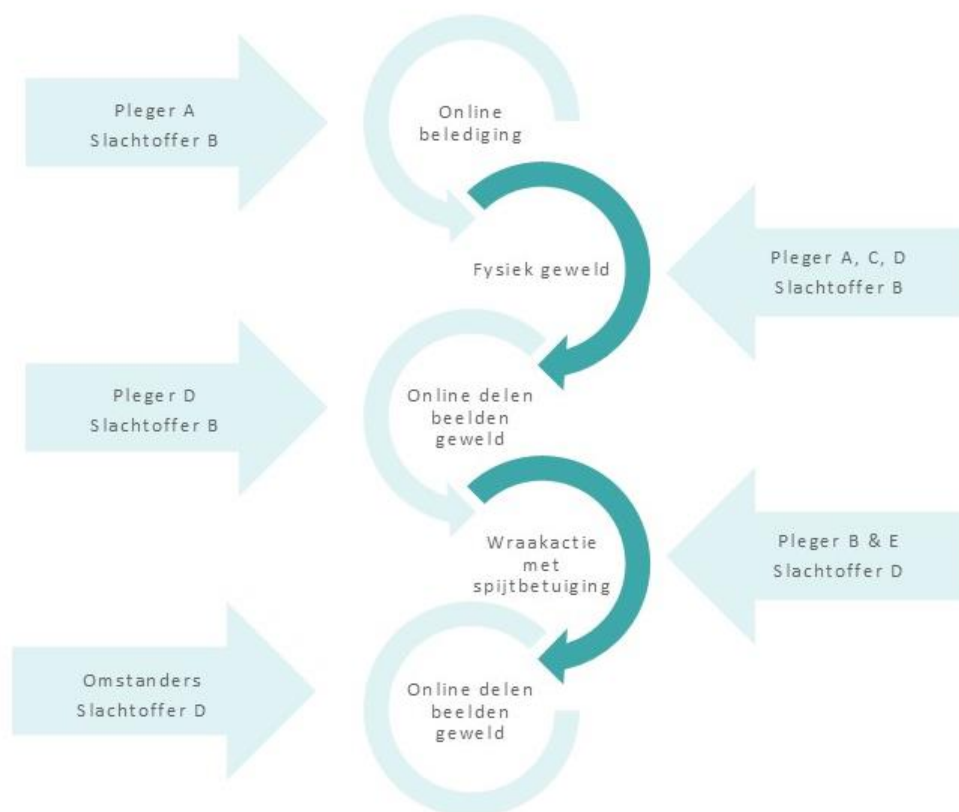 Pleger A
Slachtoffer B
Online
belediging
Fysiek geweld
Pleger A, C, D
Slachtoffer B
Pleger D
Slachtoffer B
Online delen
beelden
geweld
Wraakactie
met
spijtbetuiging
Pleger B & E
Slachtoffer D
Omstanders
Slachtoffer D
Online delen
beelden
geweld